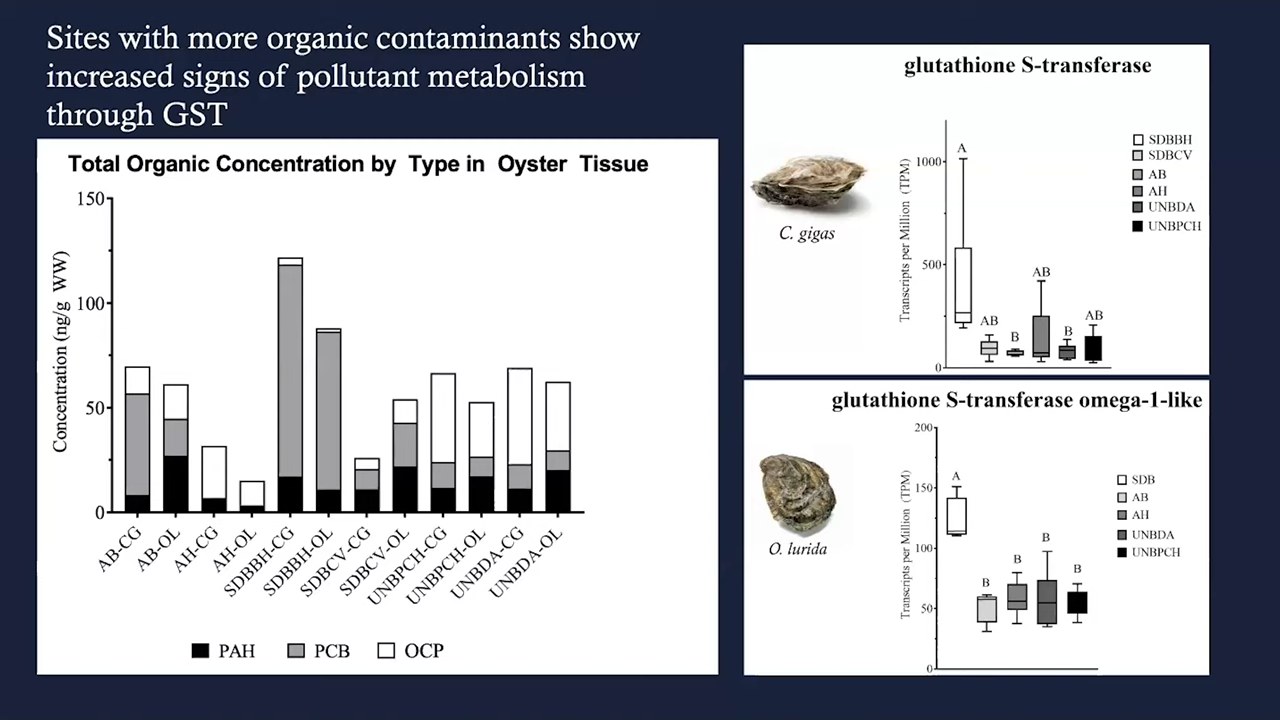 Sites with more organic contaminants show
increased signs of pollutant metabolism
through GST
Total Organic Concentration by Type in Oyster Tissue
Concentration (ng/g WW)
150
100
50
0
AB-CG
AB-OL
AH-CG
AH-OL
SDBBH-CG
SDBBH-OL
SDBCV-CG
SDBCV-OL
UNBPCH-CG
UNBPCH-OL
UNBDA-CG
UNBDA-OL
PAH PCB OCP
glutathione S-transferase
C. gigas
Transcripts per Million (TPM)
1000
500
0
A
AB
B
AB
B
AB
SDBBH
SDBCV
AB
AH
UNBDA
UNBPCH
glutathione S-transferase omega-1-like
O. lurida
Transcripts per Million (TPM)
200
150
100
50
0
A
B
B
B
B
SDB
AB
AH
UNBDA
UNBPCH